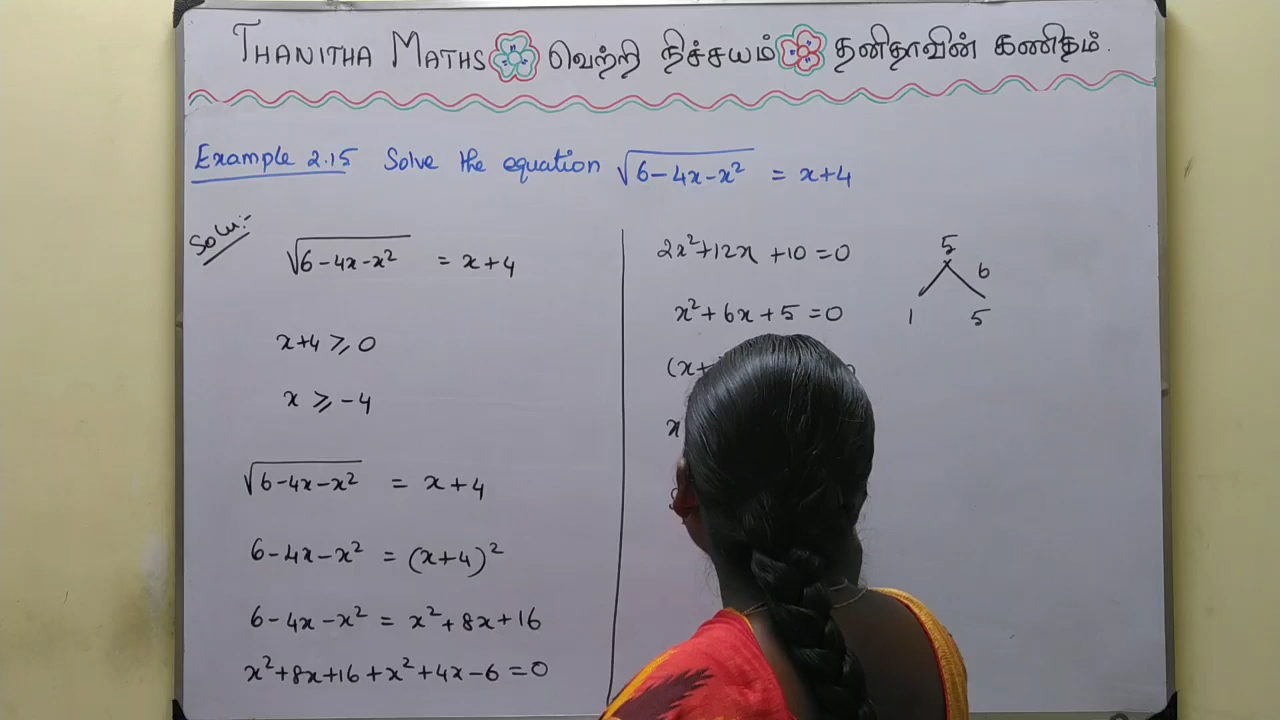 THANITHA MATHS வெற்றி நிச்சயம் தனிதாவின் கணிதம்.
Example 2.15 Solve the equation √(6-4x-x²) = x+4
Solu:-
√(6-4x-x²) = x+4
x+4 ≥ 0
x ≥ -4
√(6-4x-x²) = x+4
6-4x-x² = (x+4)²
6-4x-x² = x²+8x+16
x²+8x+16+x²+4x-6=0
2x²+12x+10=0
x²+6x+5=0
(x+
x
5
6
1 5